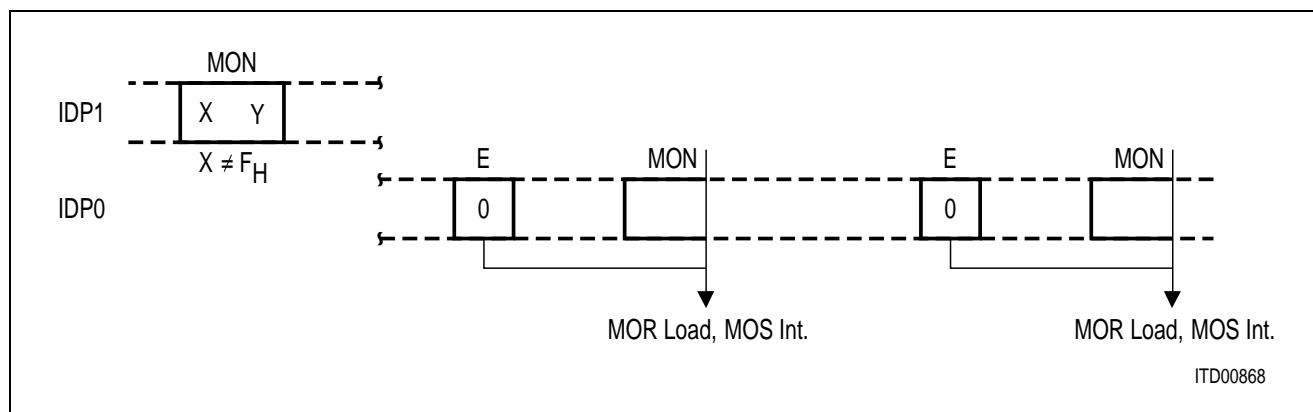 MON
IDP1 X Y
X ≠ FH
E MON E MON
IDP0 0 0
MOR Load, MOS Int. MOR Load, MOS Int.
ITD00868